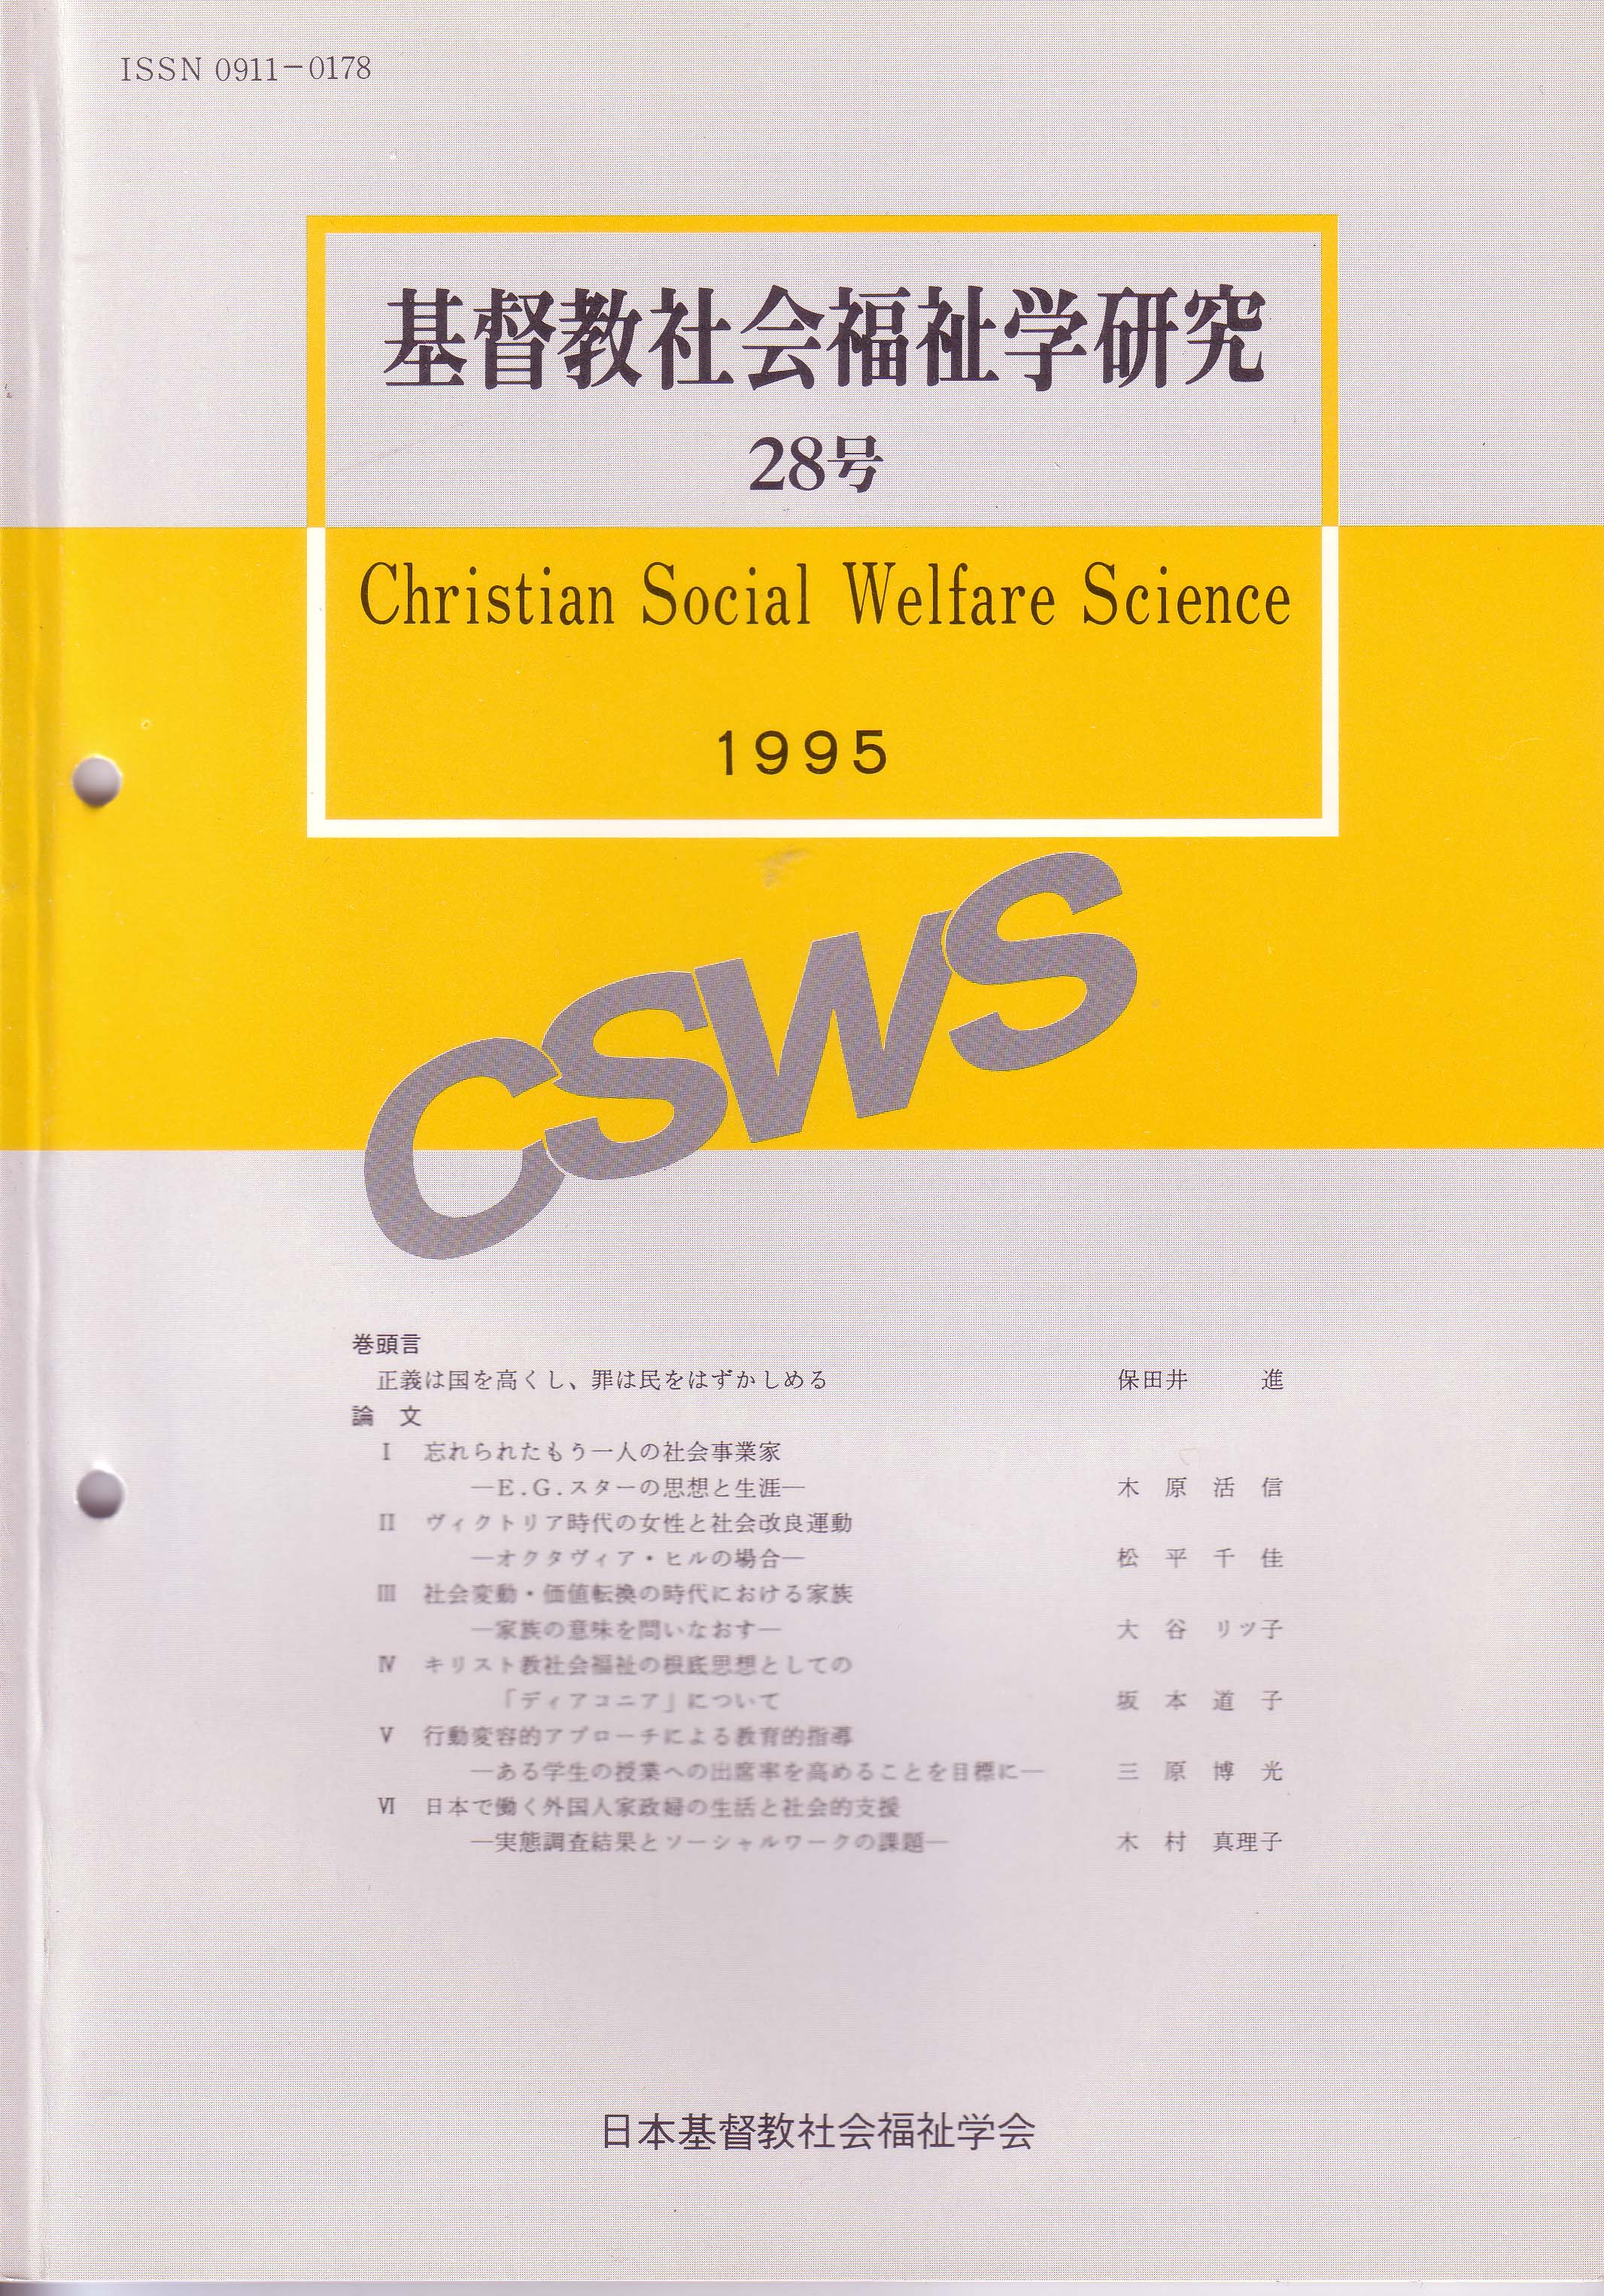 ISSN 0911-0178
基督教社会福祉学研究
28号
Christian Social Welfare Science
1995
CSWS
巻頭言
正義は国を高くし、罪は民をはずかしめる 保田井 進
論 文
Ⅰ 忘れられたもう一人の社会事業家
―E.G.スターの思想と生涯― 木 原 活 信
Ⅱ ヴィクトリア時代の女性と社会改良運動
―オクタヴィア・ヒルの場合― 松 平 千 佳
Ⅲ 社会変動・価値転換の時代における家族
―家族の意味を問いなおす― 大 谷 リツ子
Ⅳ キリスト教社会福祉の根底思想としての
「ディアコニア」について 坂 本 道 子
Ⅴ 行動変容的アプローチによる教育的指導
―ある学生の授業への出席率を高めることを目標に― 三 原 博 光
Ⅵ 日本で働く外国人家政婦の生活と社会的支援
―実態調査結果とソーシャルワークの課題― 木 村 真理子
日本基督教社会福祉学会